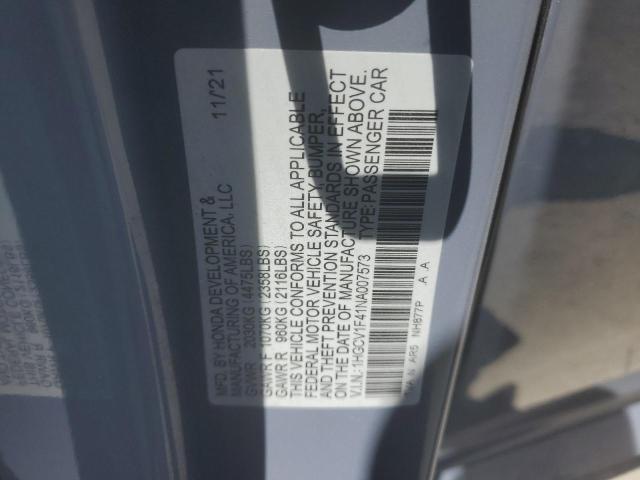 MFD. BY HONDA DEVELOPMENT &
MANUFACTURING OF AMERICA, LLC
11/21
GVWR 2030KG (4475LBS)
GAWR F 1070KG (2358LBS)
GAWR R 960KG (2116LBS)
THIS VEHICLE CONFORMS TO ALL APPLICABLE
FEDERAL MOTOR VEHICLE SAFETY, BUMPER,
AND THEFT PREVENTION STANDARDS IN EFFECT
ON THE DATE OF MANUFACTURE SHOWN ABOVE.
V.I.N.:1HGCV1F41NA007573
TYPE: PASSENGER CAR
AR5 NH877P A A